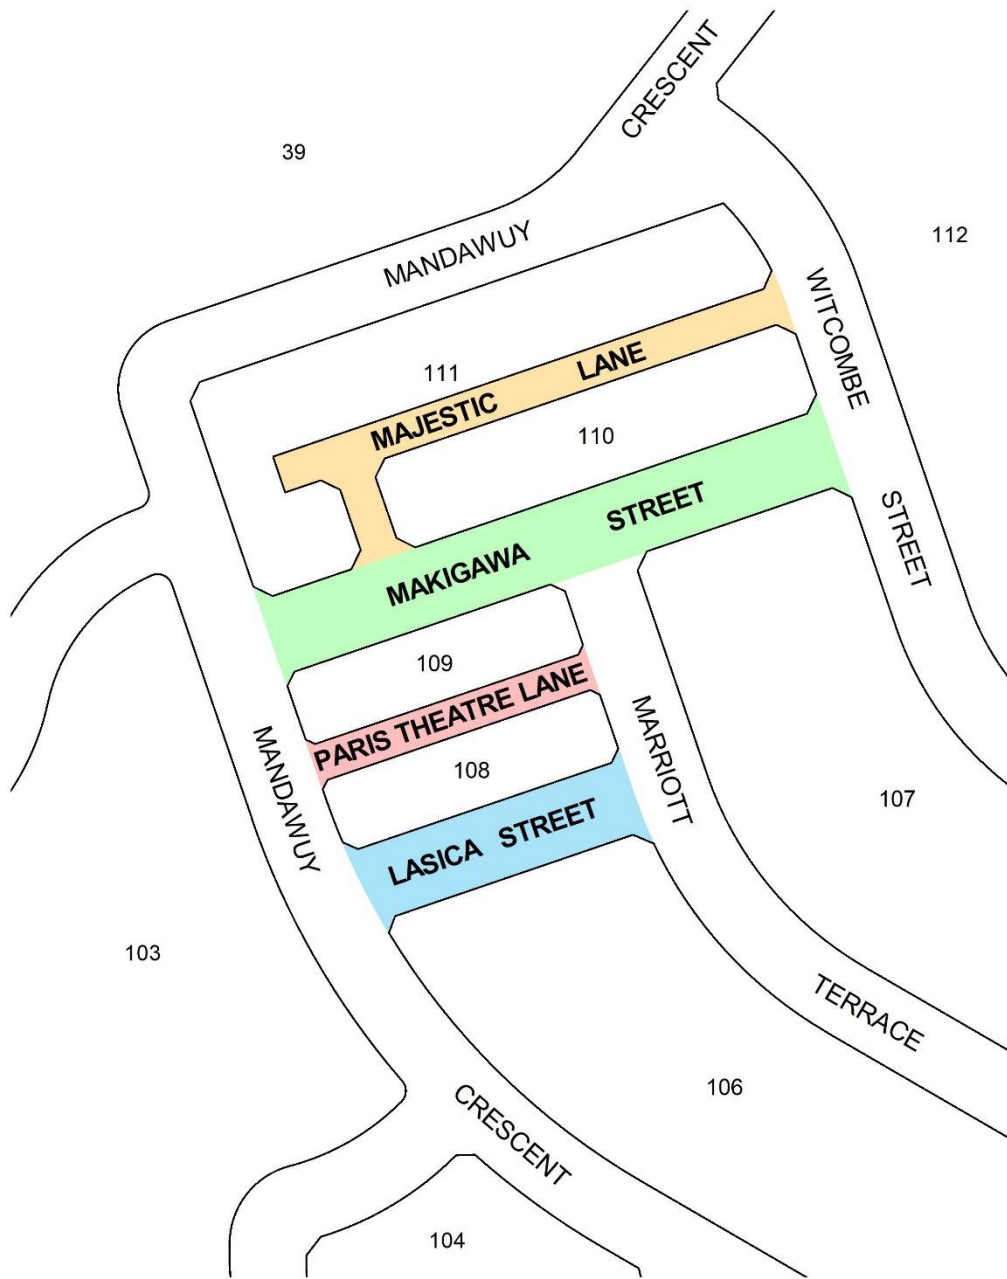 CRESCENT
39
112
MANDAWUY
WITCOMBE
STREET
111
MAJESTIC LANE
110
MAKIGAWA STREET
109
PARIS THEATRE LANE
108
LASICA STREET
MANDAWUY
CRESCENT
MARRIOTT
TERRACE
107
103
106
104